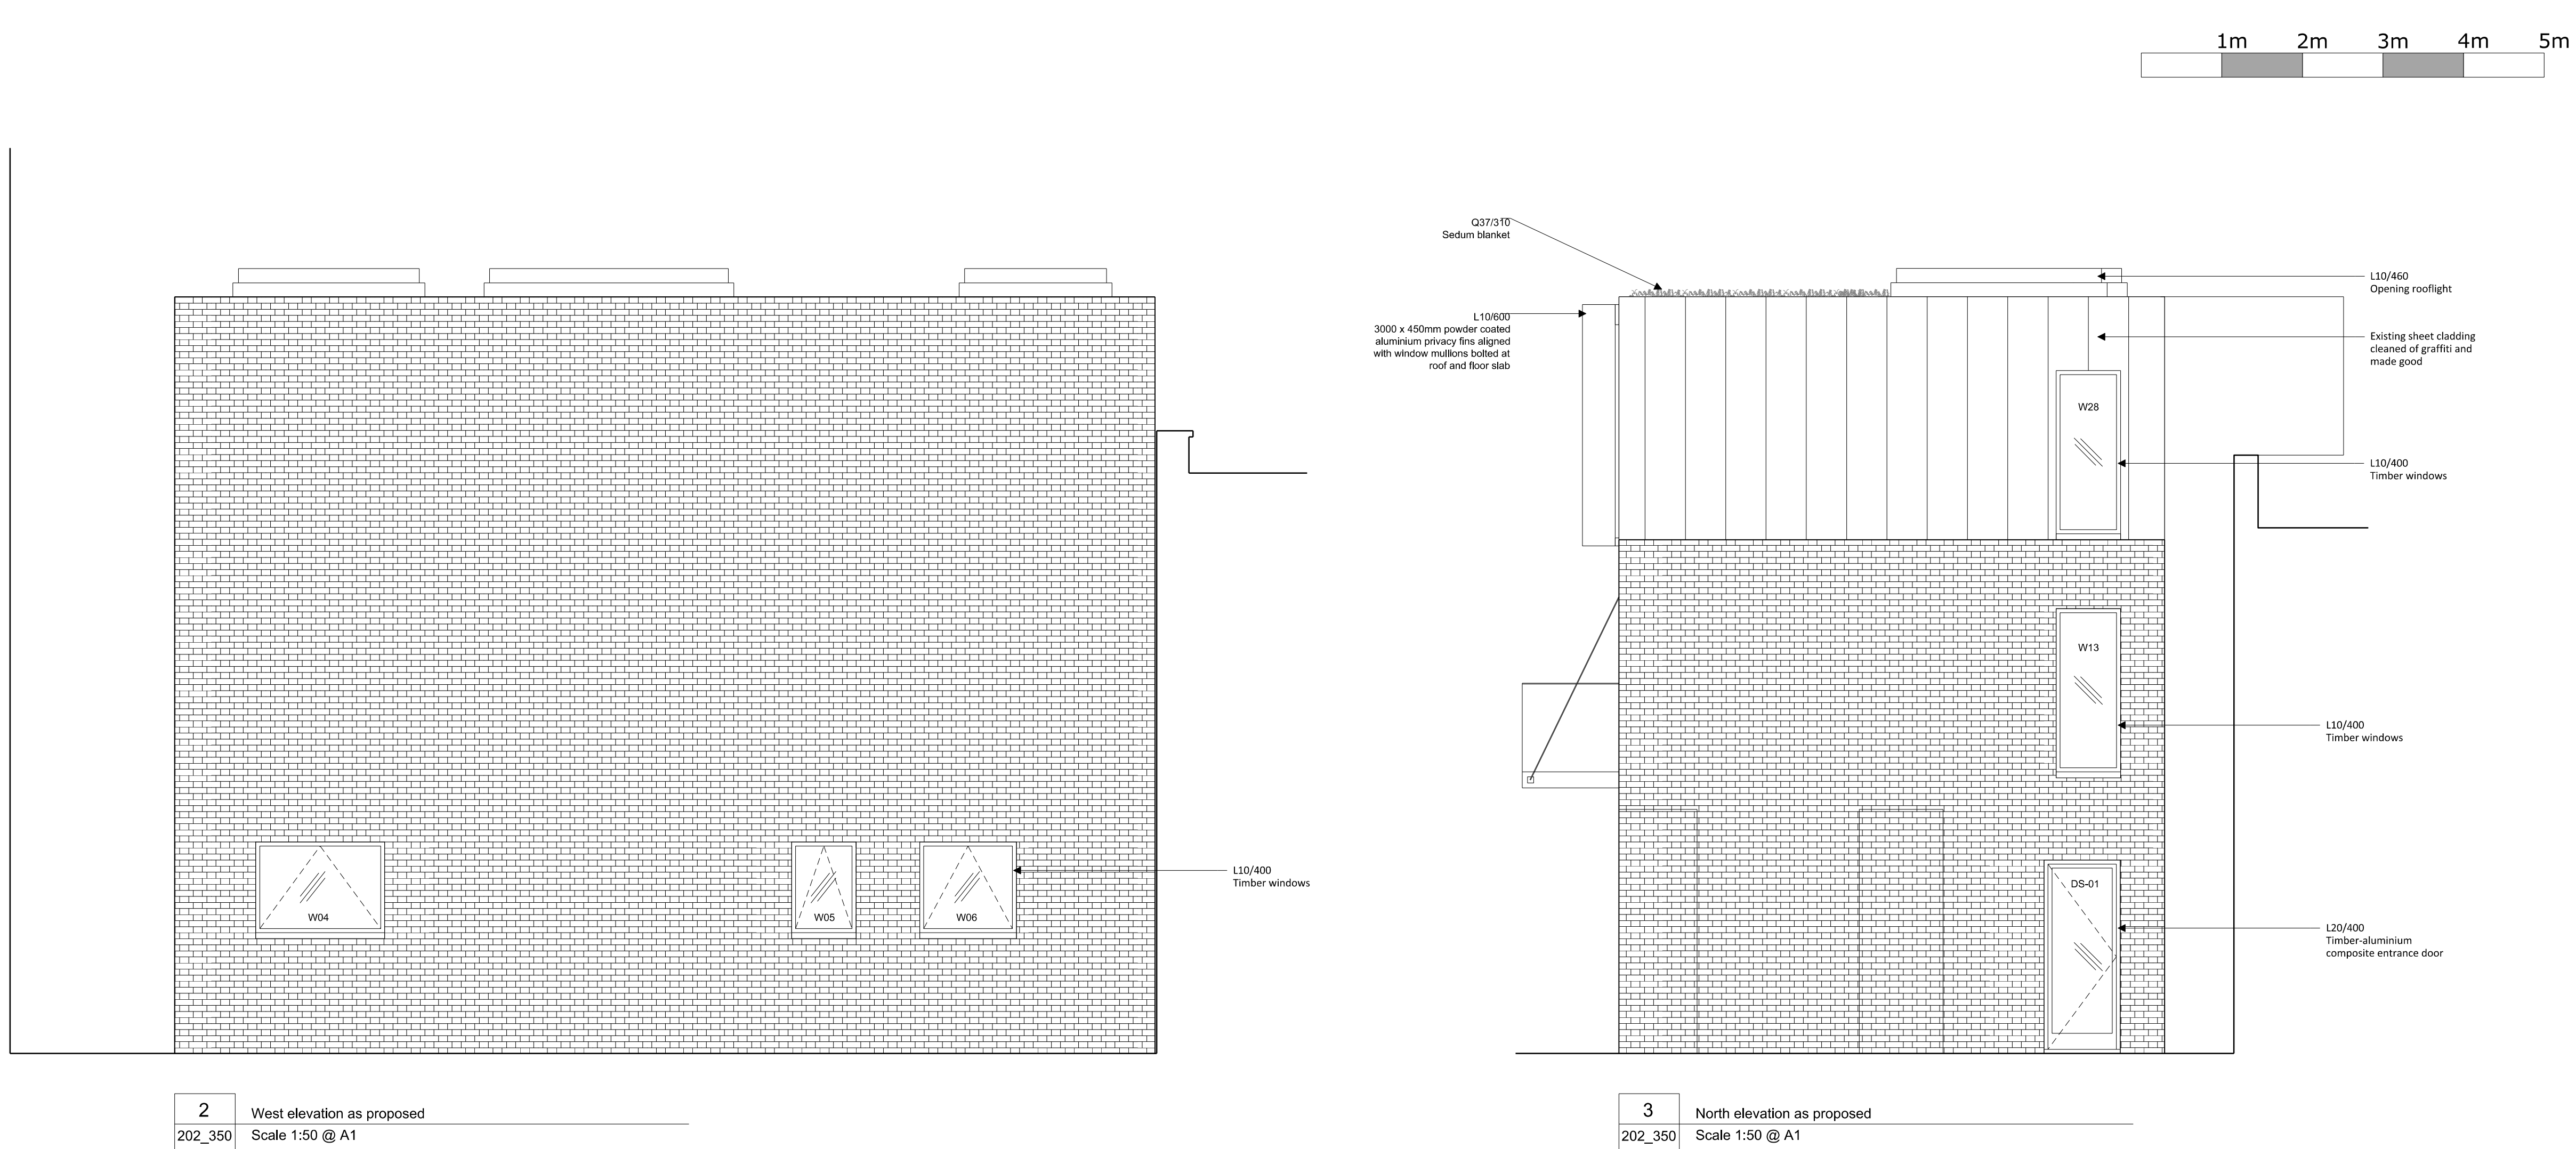 1m 2m 3m 4m 5m
Q37/310
Sedum blanket
L10/600
3000 x 450mm powder coated
aluminium privacy fins aligned
with window mullions bolted at
roof and floor slab
L10/460
Opening rooflight
Existing sheet cladding
cleaned of graffiti and
made good
W28
L10/400
Timber windows
W13
L10/400
Timber windows
W04
W05
W06
L10/400
Timber windows
DS-01
L20/400
Timber-aluminium
composite entrance door
2
West elevation as proposed
202_350
Scale 1:50 @ A1
3
North elevation as proposed
202_350
Scale 1:50 @ A1